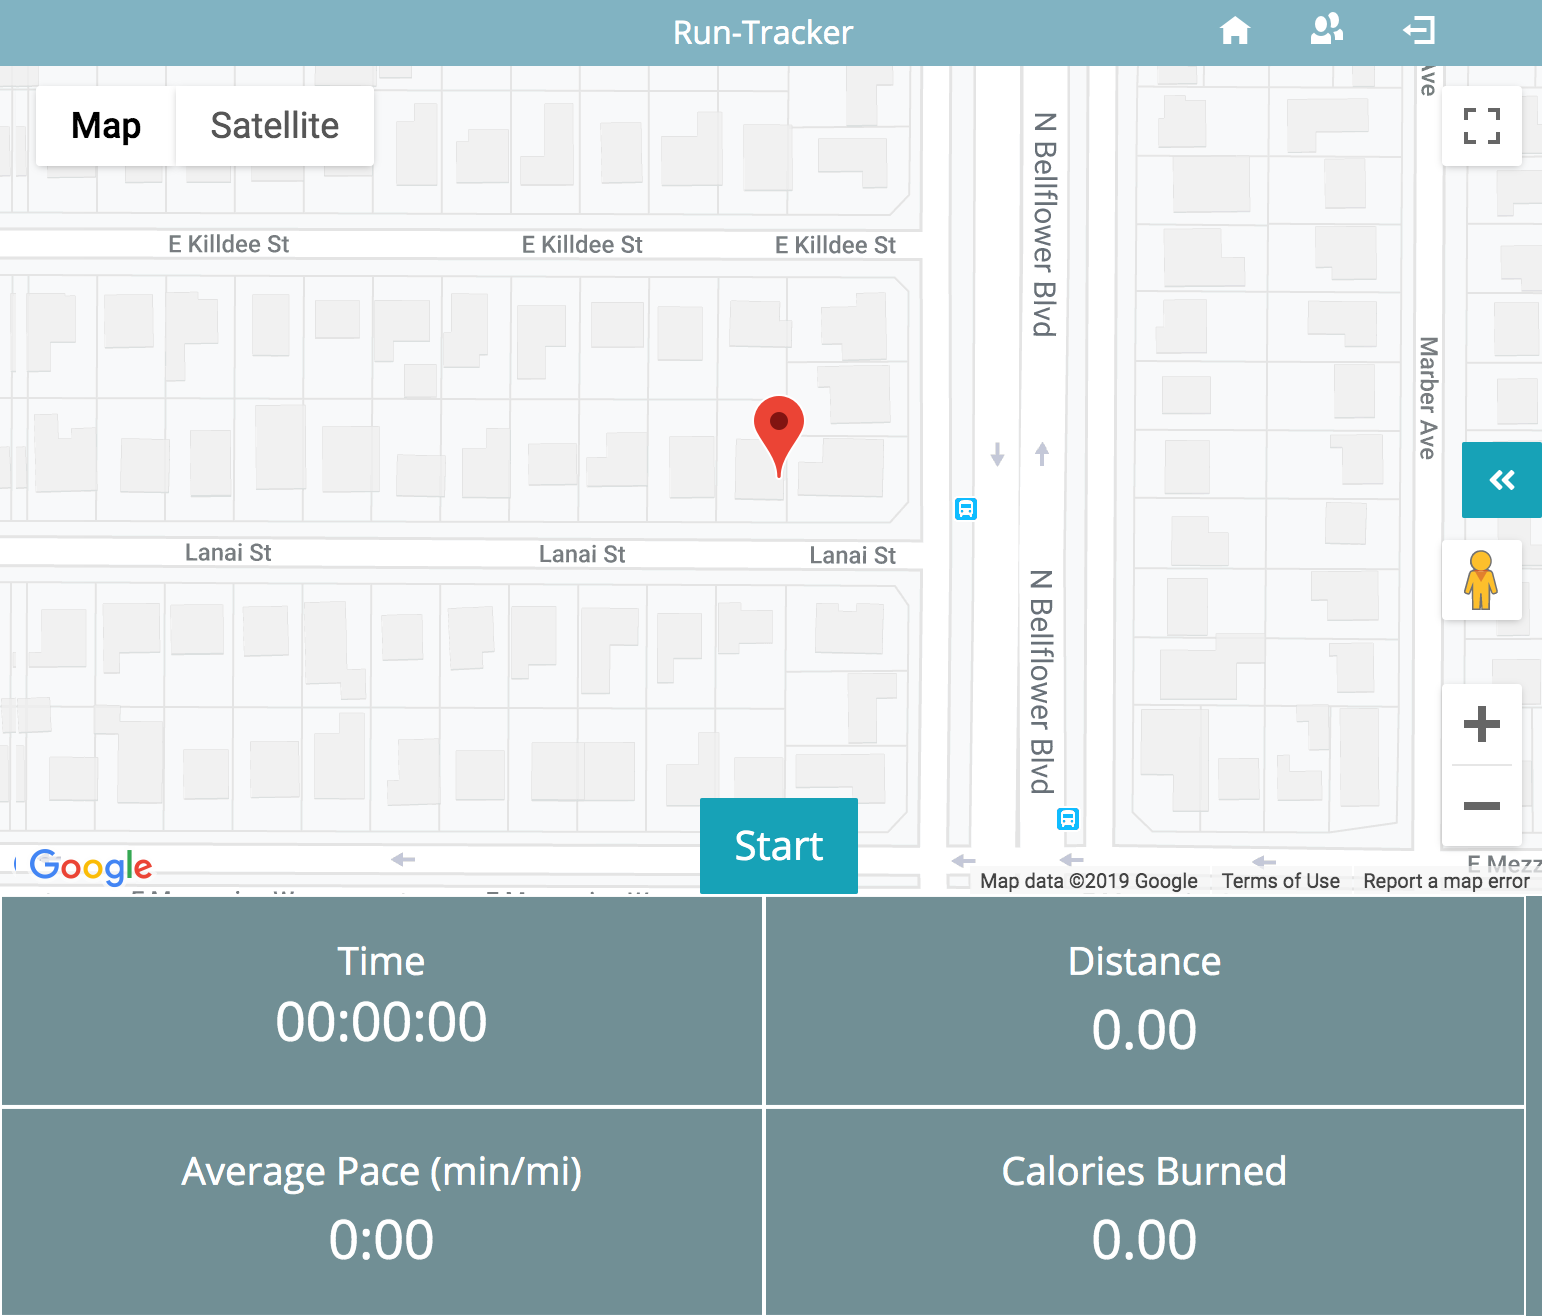 Run-Tracker
Map
Satellite
Ave
N Bellflower Blvd
E Killdee St
E Killdee St
E Killdee St
Marber Ave
Lanai St
Lanai St
Lanai St
N Bellflower Blvd
Start
Google
E Mezz
Map data ©2019 Google
Terms of Use
Report a map error
Time
00:00:00
Distance
0.00
Average Pace (min/mi)
0:00
Calories Burned
0.00